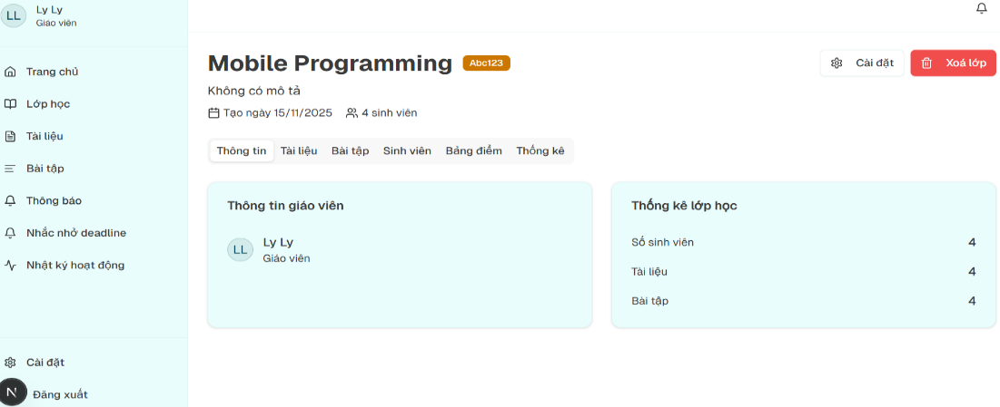 LL
Ly Ly
Giáo viên
Trang chủ
Lớp học
Tài liệu
Bài tập
Thông báo
Nhắc nhở deadline
Nhật ký hoạt động
Cài đặt
N
Đăng xuất
Mobile Programming Abc123
Cài đặt
Xoá lớp
Không có mô tả
Tạo ngày 15/11/2025 4 sinh viên
Thông tin Tài liệu Bài tập Sinh viên Bảng điểm Thống kê
Thông tin giáo viên
LL
Ly Ly
Giáo viên
Thống kê lớp học
Số sinh viên 4
Tài liệu 4
Bài tập 4